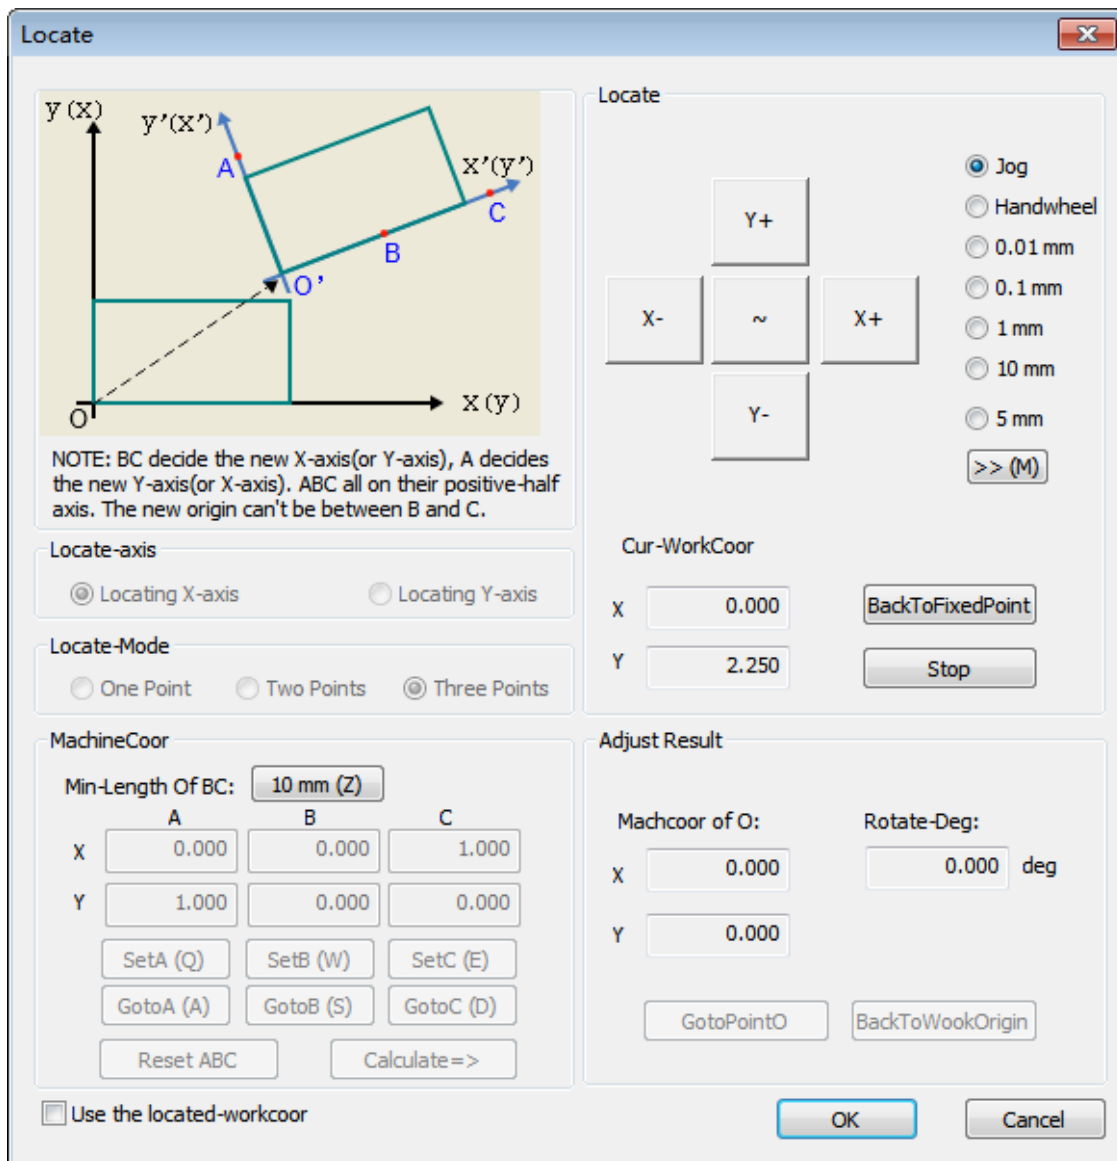 Locate
y(x)
y'(x')
A
x'(y')
C
B
O'
O
x(y)
NOTE: BC decide the new X-axis(or Y-axis), A decides
the new Y-axis(or X-axis). ABC all on their positive-half
axis. The new origin can't be between B and C.
Locate-axis
Locating X-axis Locating Y-axis
Locate-Mode
One Point Two Points Three Points
MachineCoor
Min-Length Of BC: 10 mm (Z)
A B C
X 0.000 0.000 1.000
Y 1.000 0.000 0.000
SetA (Q) SetB (W) SetC (E)
GotoA (A) GotoB (S) GotoC (D)
Reset ABC Calculate=>
Use the located-workcoor
Locate
Y+
X- ~ X+
Y-
Jog
Handwheel
0.01 mm
0.1 mm
1 mm
10 mm
5 mm
>> (M)
Cur-WorkCoor
X 0.000 BackToFixedPoint
Y 2.250 Stop
Adjust Result
Machcoor of O: Rotate-Deg:
X 0.000 0.000 deg
Y 0.000
GotoPointO BackToWookOrigin
OK Cancel